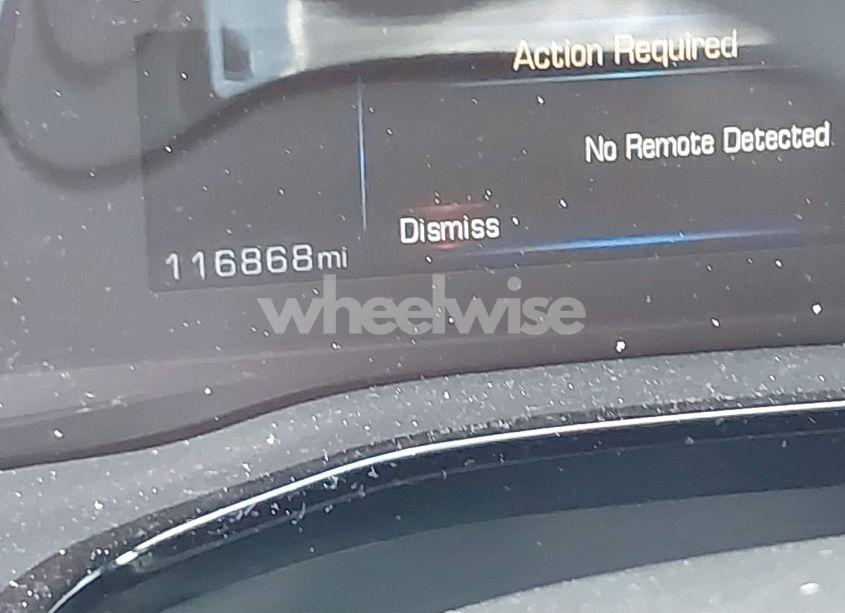 Action Required
No Remote Detected
Dismiss
116868mi
wheelwise